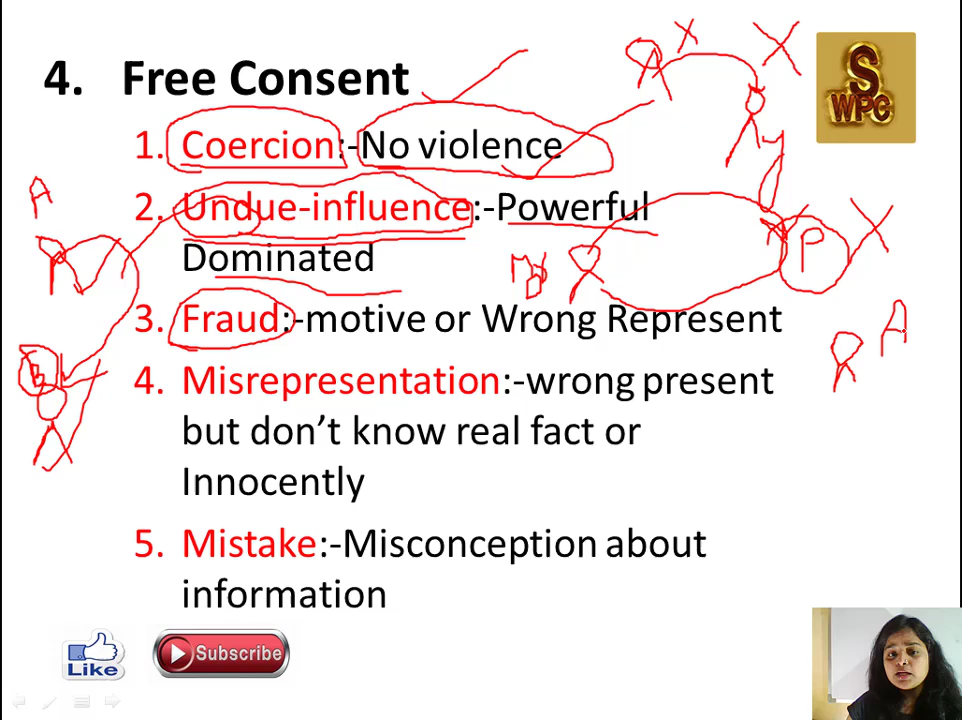 4. Free Consent
1. Coercion:-No violence
2. Undue-influence:-Powerful
Dominated
3. Fraud:-motive or Wrong Represent
4. Misrepresentation:-wrong present
but don't know real fact or
Innocently
5. Mistake:-Misconception about
information
S
WPC
A
A
P
B
A
Like
Subscribe